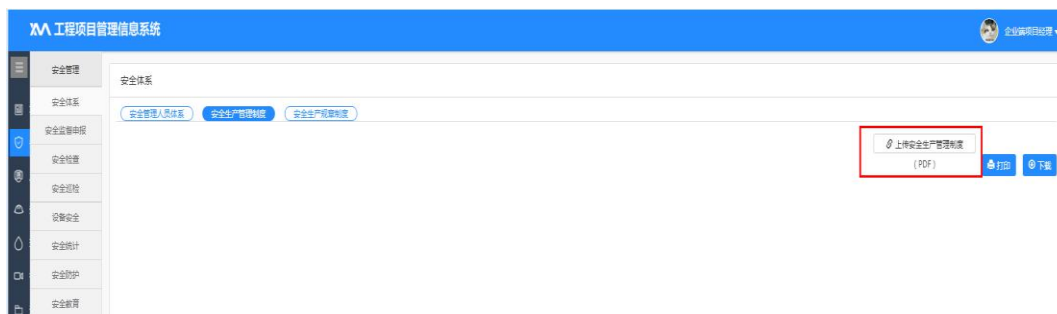 工程项目管理信息系统
企业端项目经理
安全管理
安全体系
安全监督申报
安全检查
安全巡检
设备安全
安全统计
安全防护
安全教育
安全体系
安全管理人员体系 安全生产管理制度 安全生产规章制度
上传安全生产管理制度
(PDF)
打印 下载